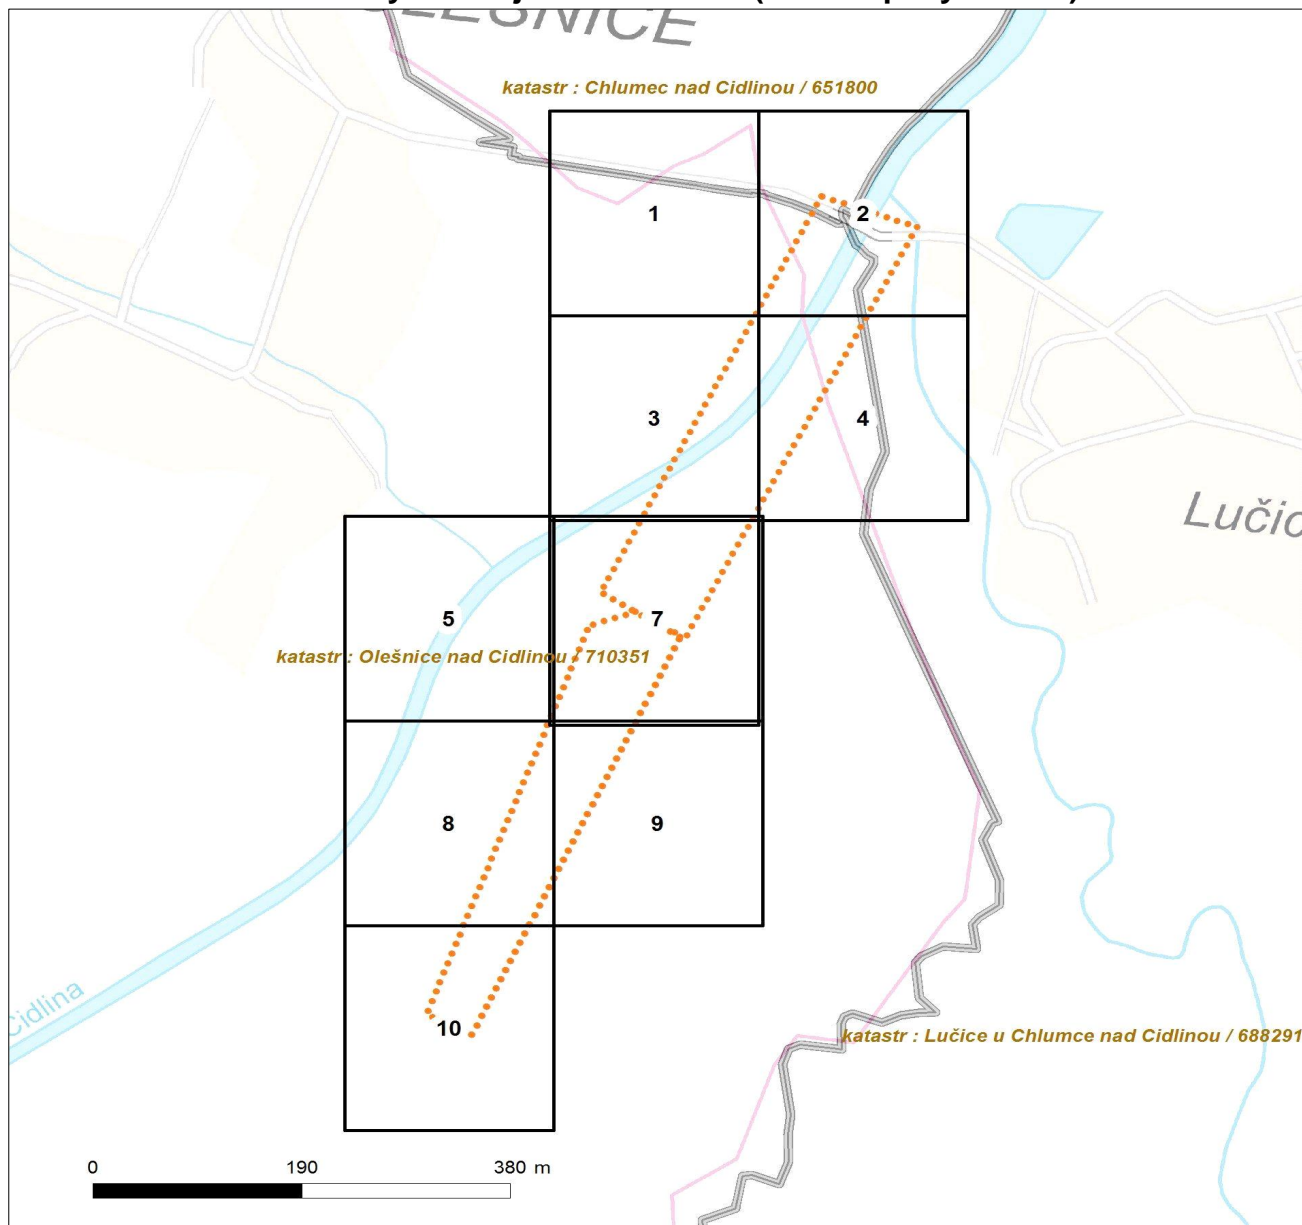 katastr : Chlumec nad Cidlinou / 651800
1
2
3
4
Lučic
5
7
katastr : Olešnice nad Cidlinou / 710351
8
9
Cidlina
10
katastr : Lučice u Chlumce nad Cidlinou / 688291
0 190 380 m